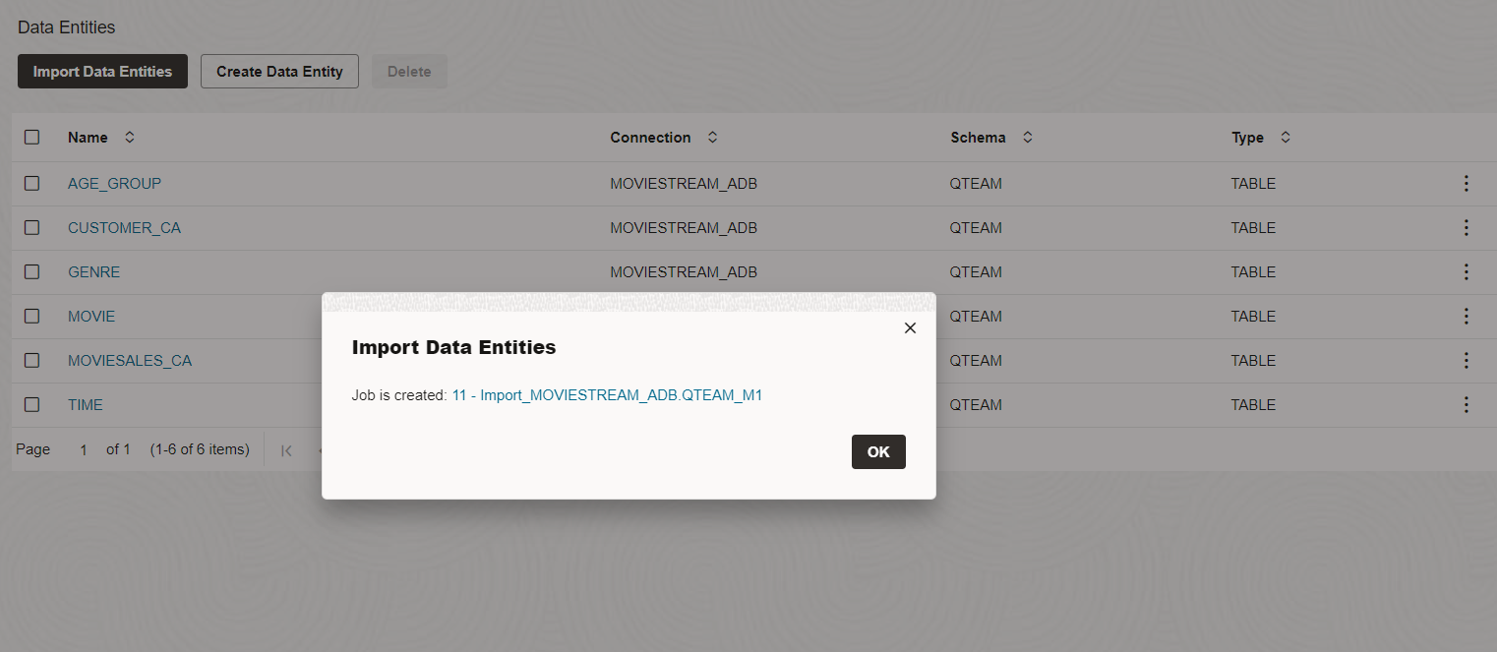 Data Entities
Import Data Entities Create Data Entity Delete
Name Connection Schema Type
AGE_GROUP MOVIESTREAM_ADB QTEAM TABLE
CUSTOMER_CA MOVIESTREAM_ADB QTEAM TABLE
GENRE MOVIESTREAM_ADB QTEAM TABLE
MOVIE QTEAM TABLE
MOVIESALES_CA QTEAM TABLE
TIME QTEAM TABLE
Page 1 of 1 (1-6 of 6 items)
Import Data Entities
Job is created: 11 - Import_MOVIESTREAM_ADB.QTEAM_M1
OK